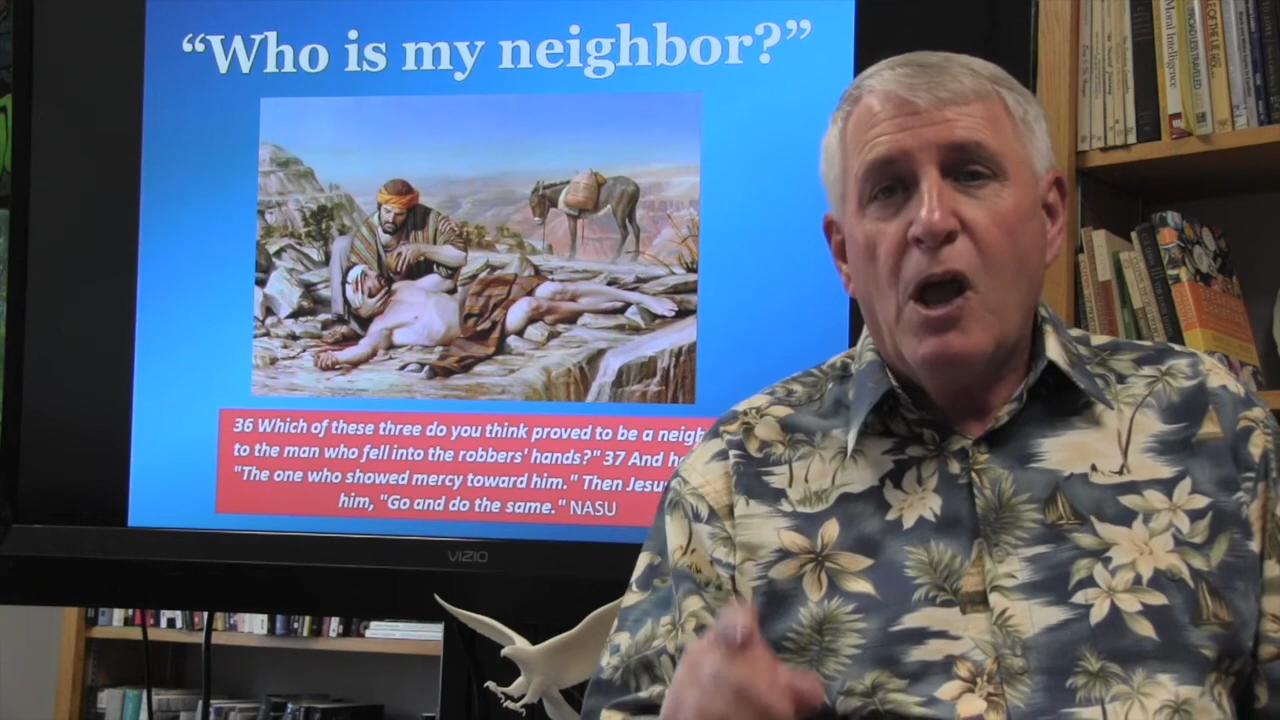 “Who is my neighbor?”
36 Which of these three do you think proved to be a neigh
to the man who fell into the robbers' hands?" 37 And he
"The one who showed mercy toward him." Then Jesu
him, "Go and do the same." NASU
VIZIO
Moral Intelligence